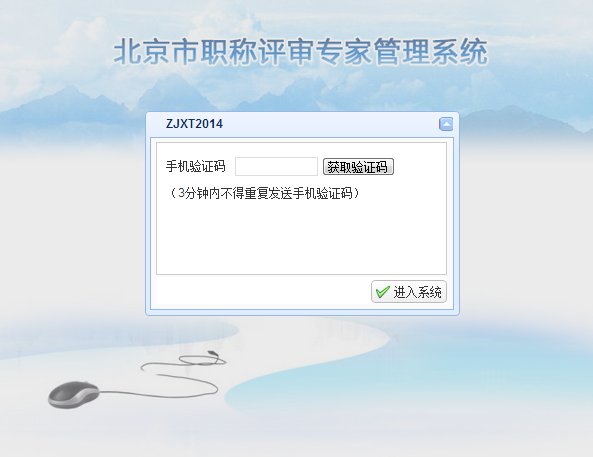 北京市职称评审专家管理系统
ZJXT2014
手机验证码 获取验证码
（3分钟内不得重复发送手机验证码）
进入系统